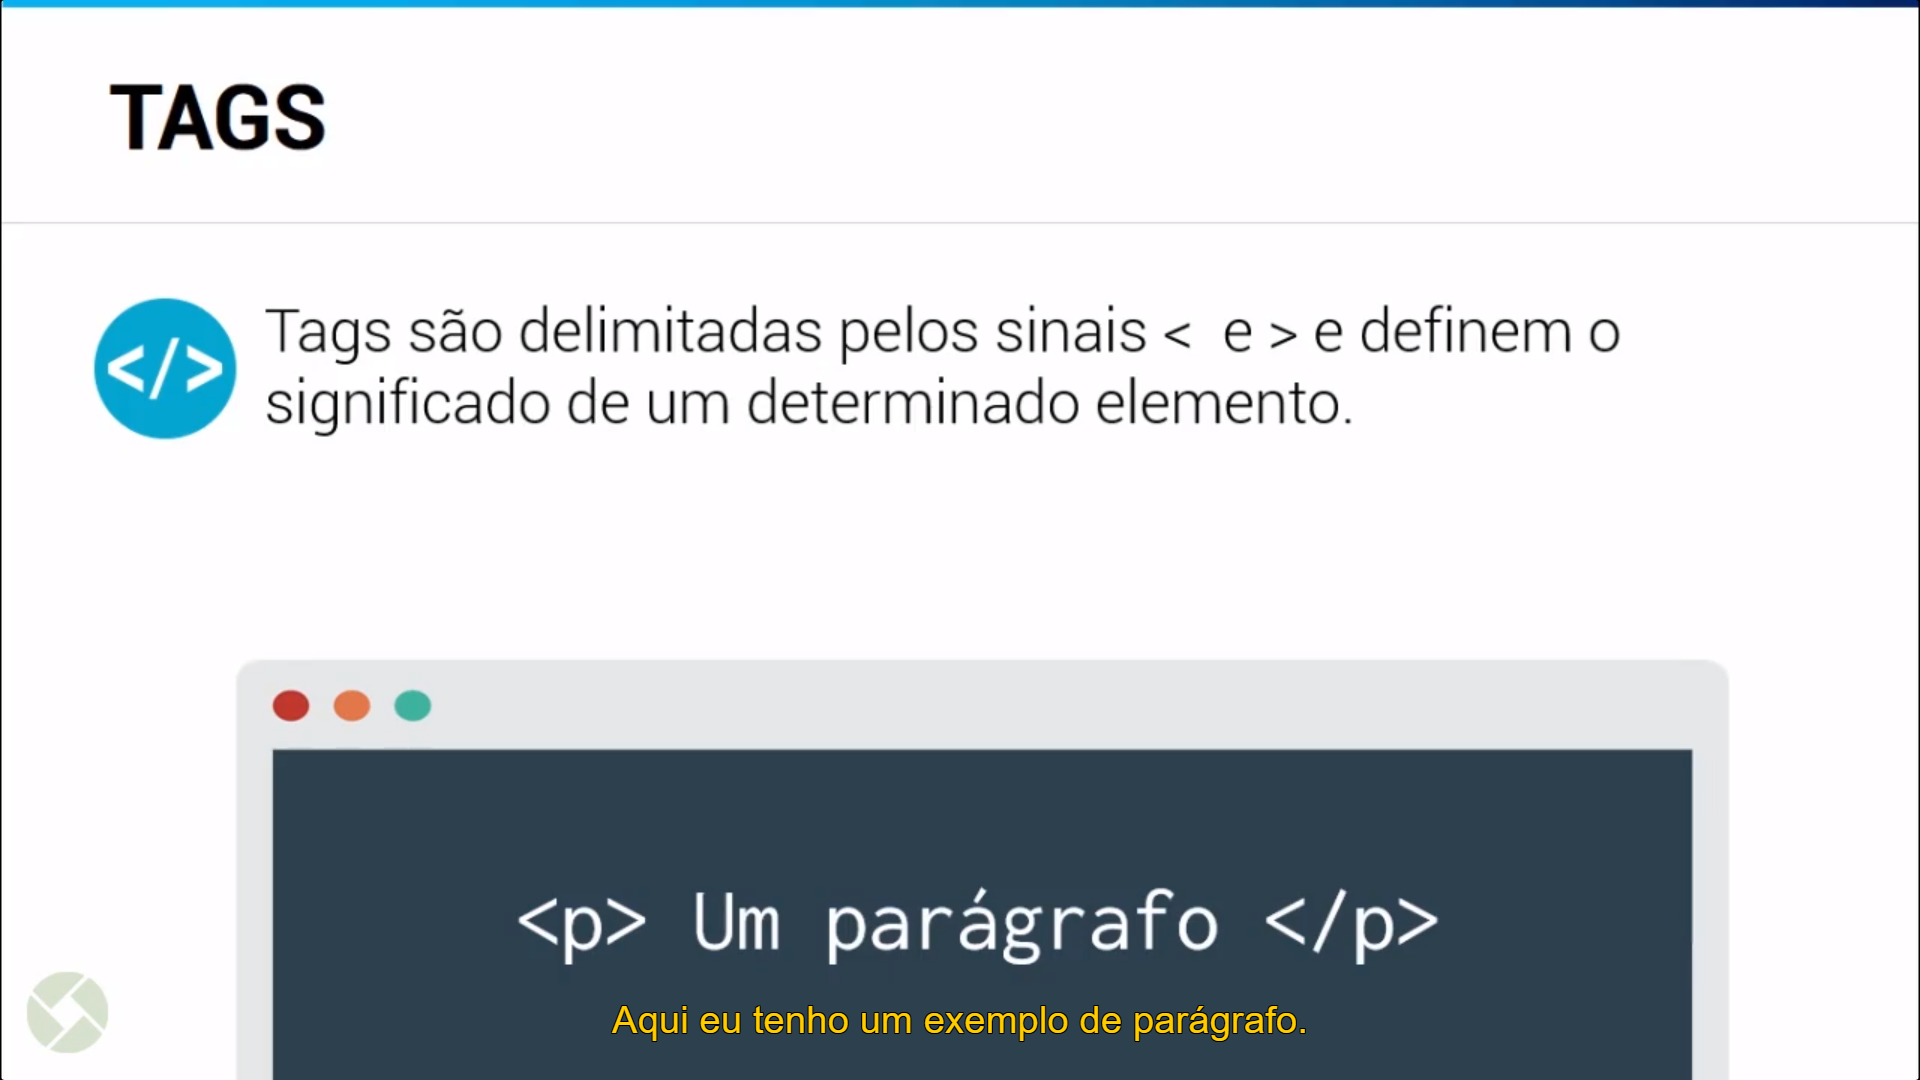 TAGS
</>
Tags são delimitadas pelos sinais < e > e definem o
significado de um determinado elemento.
<p> Um parágrafo </p>
Aqui eu tenho um exemplo de parágrafo.